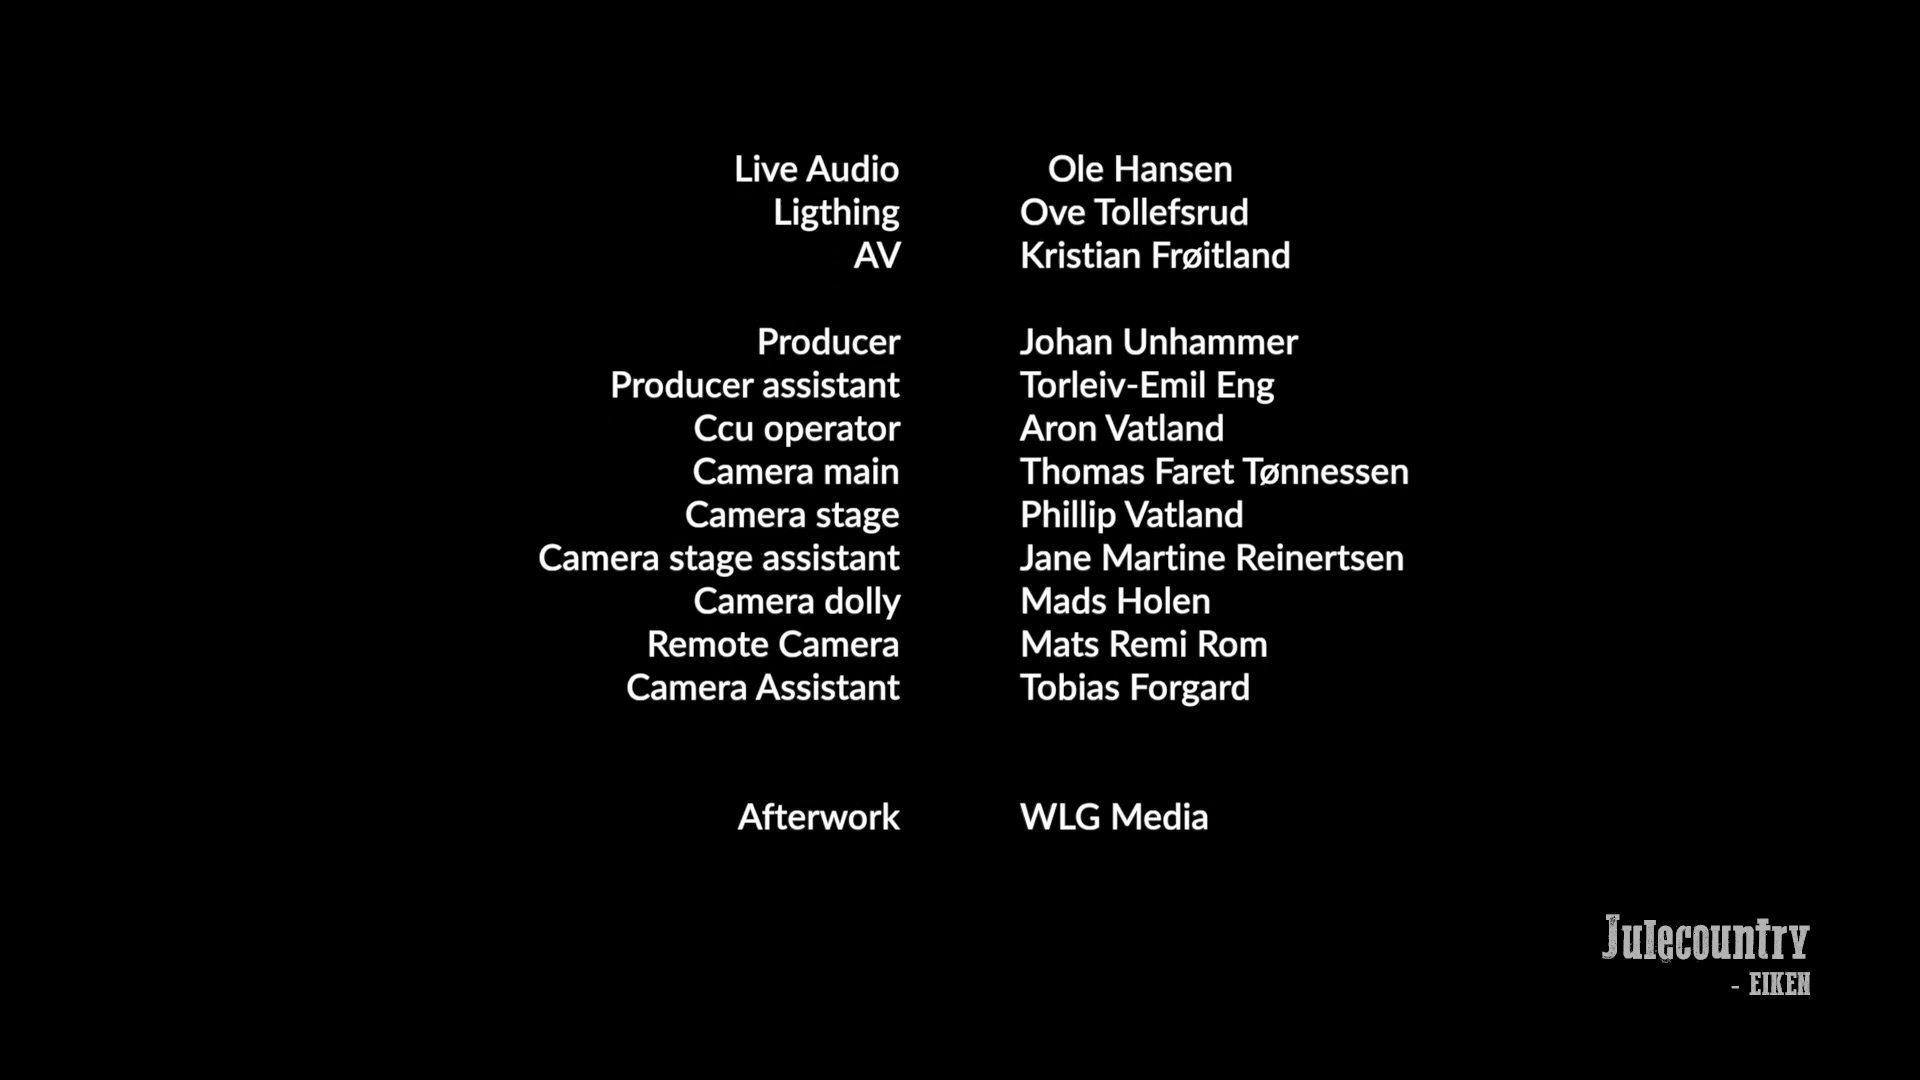 Live Audio Ole Hansen
Ligthing Ove Tollefsrud
AV Kristian Frøitland
Producer Johan Unhammer
Producer assistant Torleiv-Emil Eng
Ccu operator Aron Vatland
Camera main Thomas Faret Tønnessen
Camera stage Phillip Vatland
Camera stage assistant Jane Martine Reinertsen
Camera dolly Mads Holen
Remote Camera Mats Remi Rom
Camera Assistant Tobias Forgard
Afterwork WLG Media
Julecountry
- EIKEN